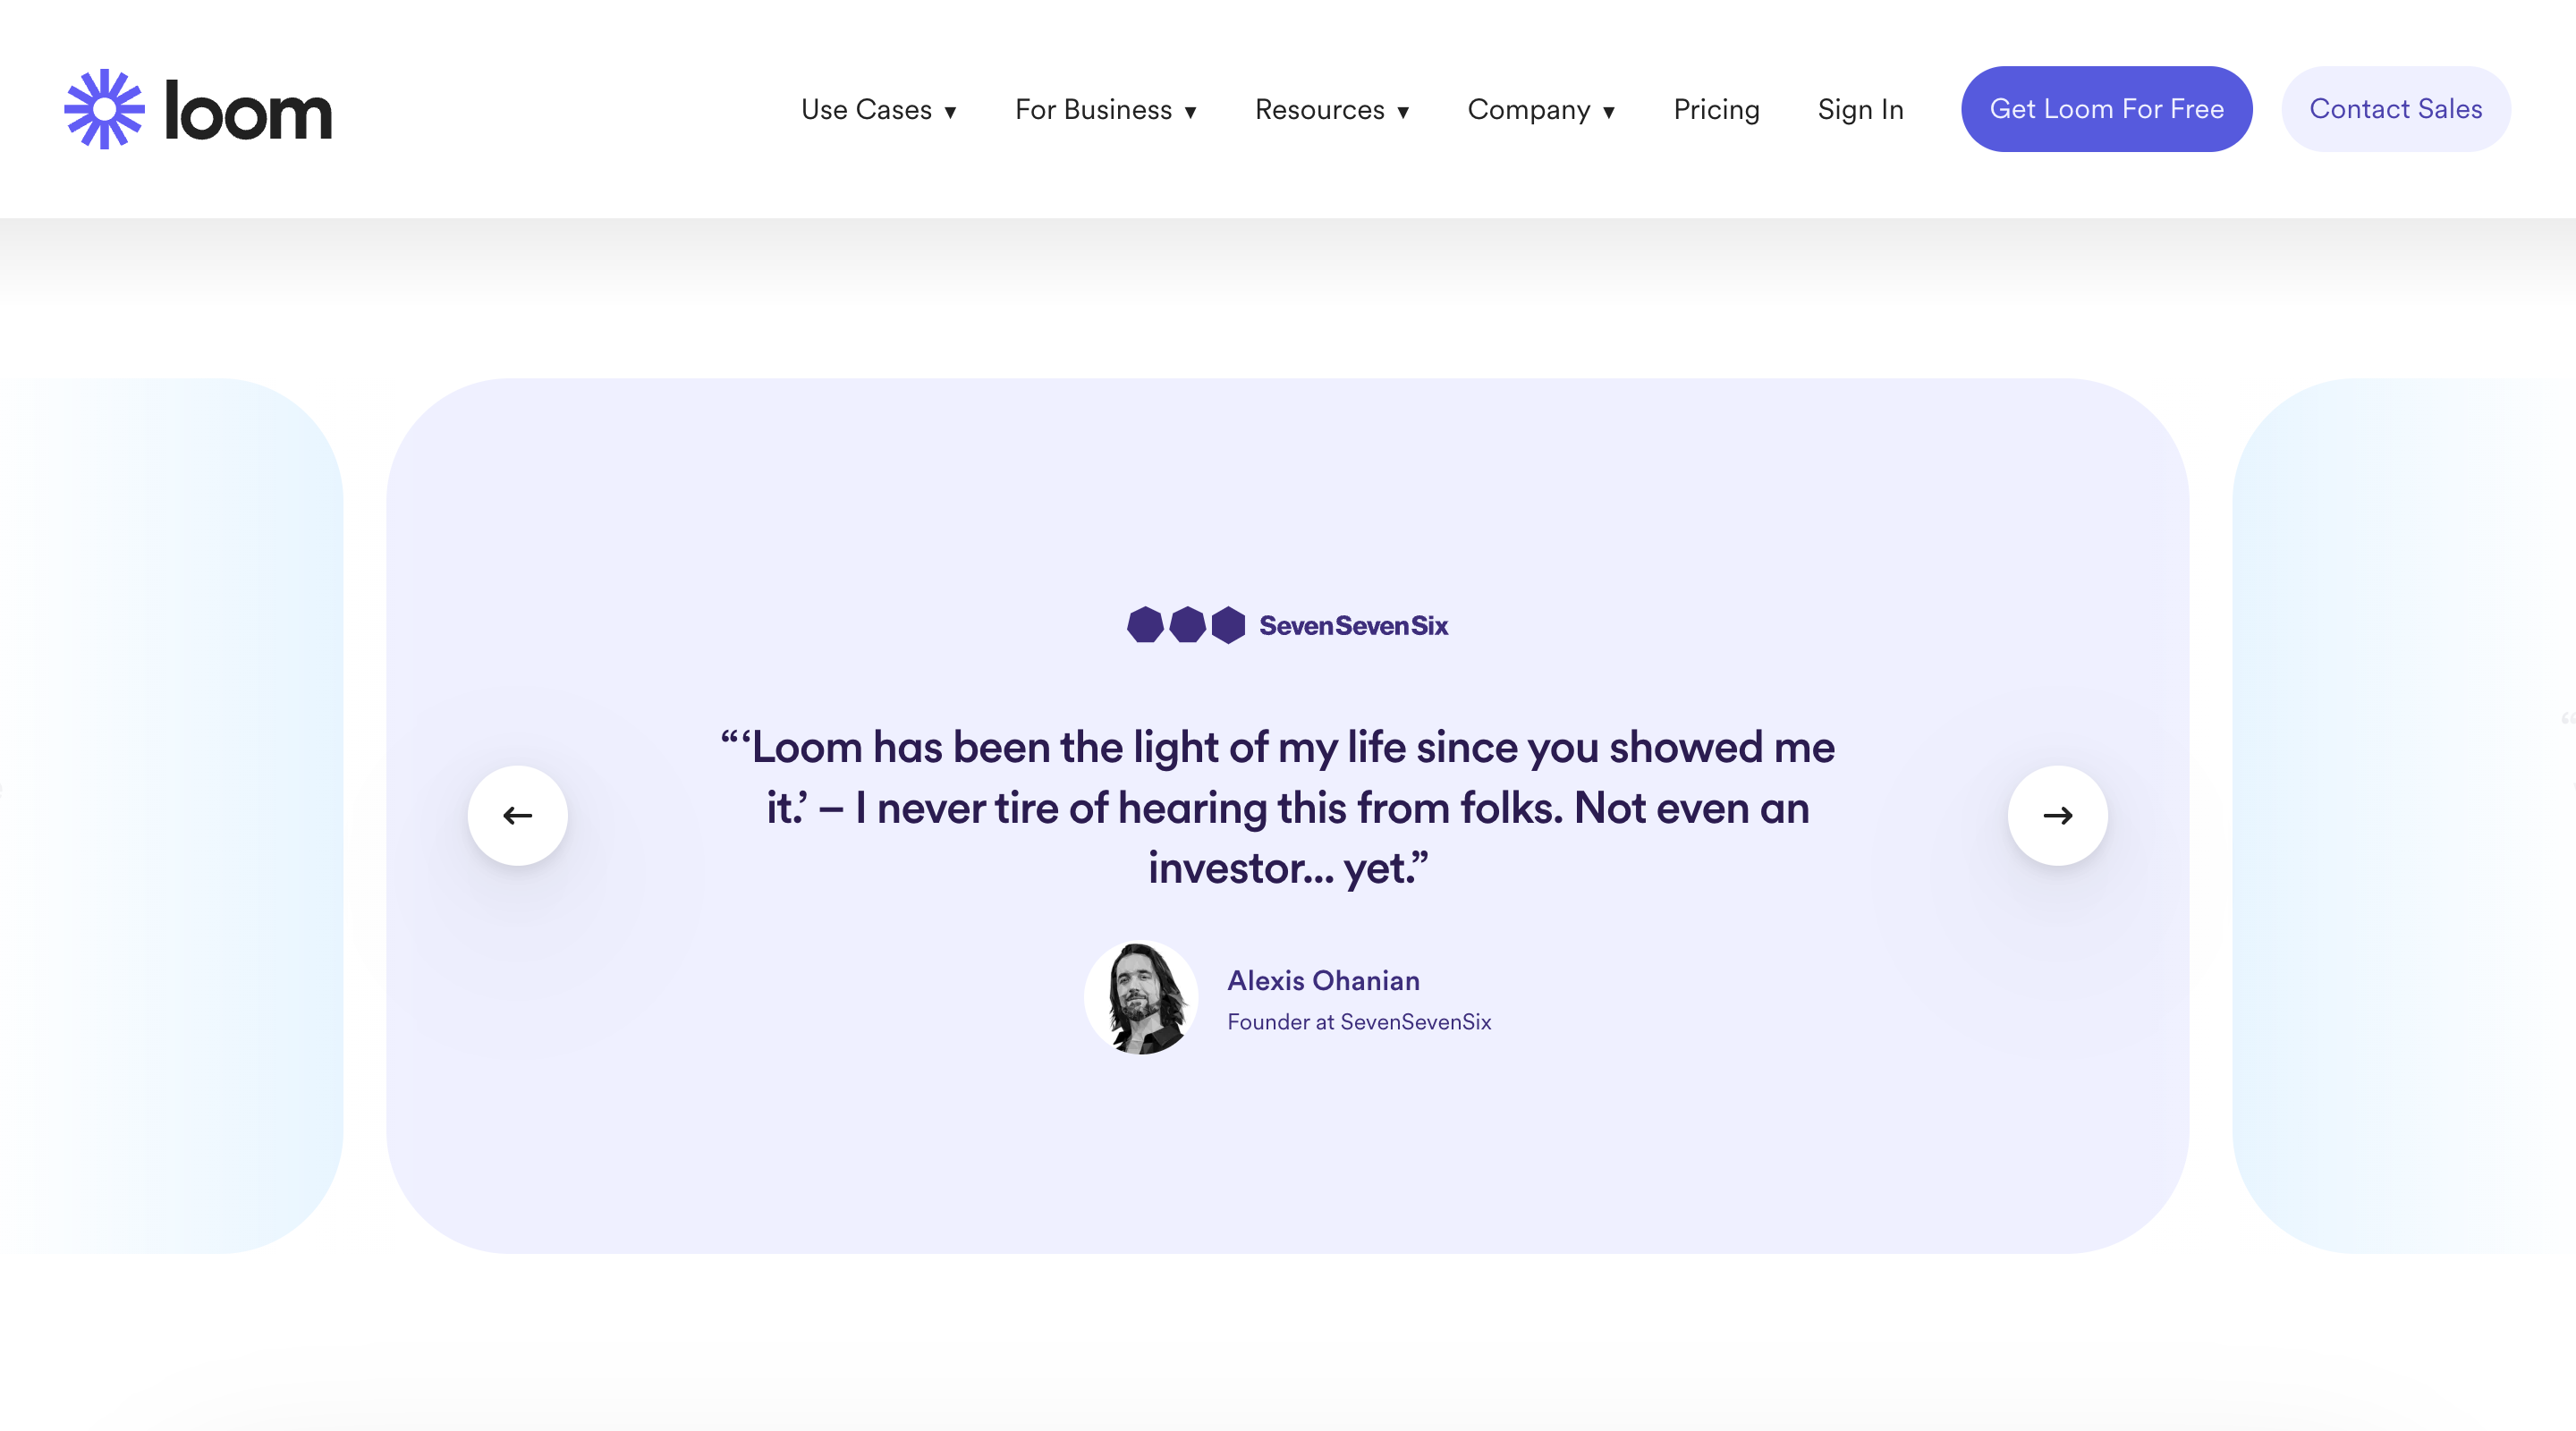 loom
Use Cases ▼
For Business ▼
Resources ▼
Company ▼
Pricing
Sign In
Get Loom For Free
Contact Sales
SevenSevenSix
“‘Loom has been the light of my life since you showed me
it.’ – I never tire of hearing this from folks. Not even an
investor... yet.”
Alexis Ohanian
Founder at SevenSevenSix